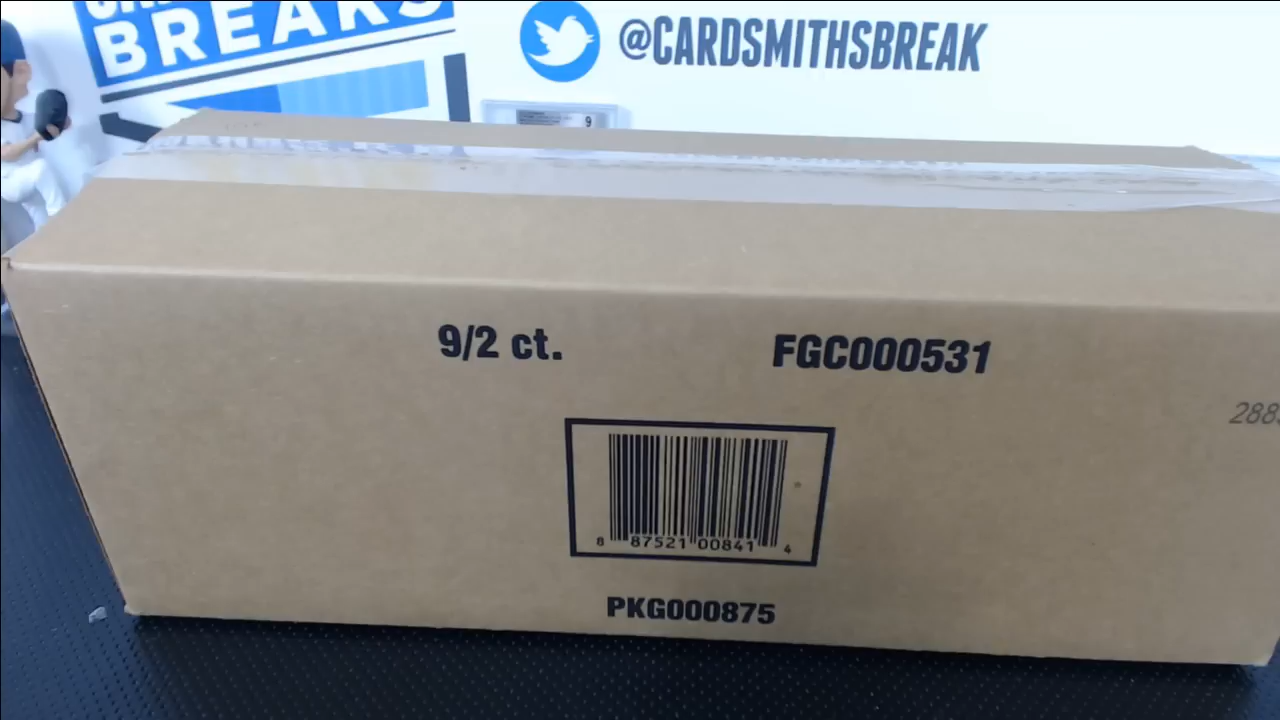 BREAKS
@CARDSMITHSBREAK
9
9/2 ct.
FGC000531
288
8 87521 00841 4
PKG000875